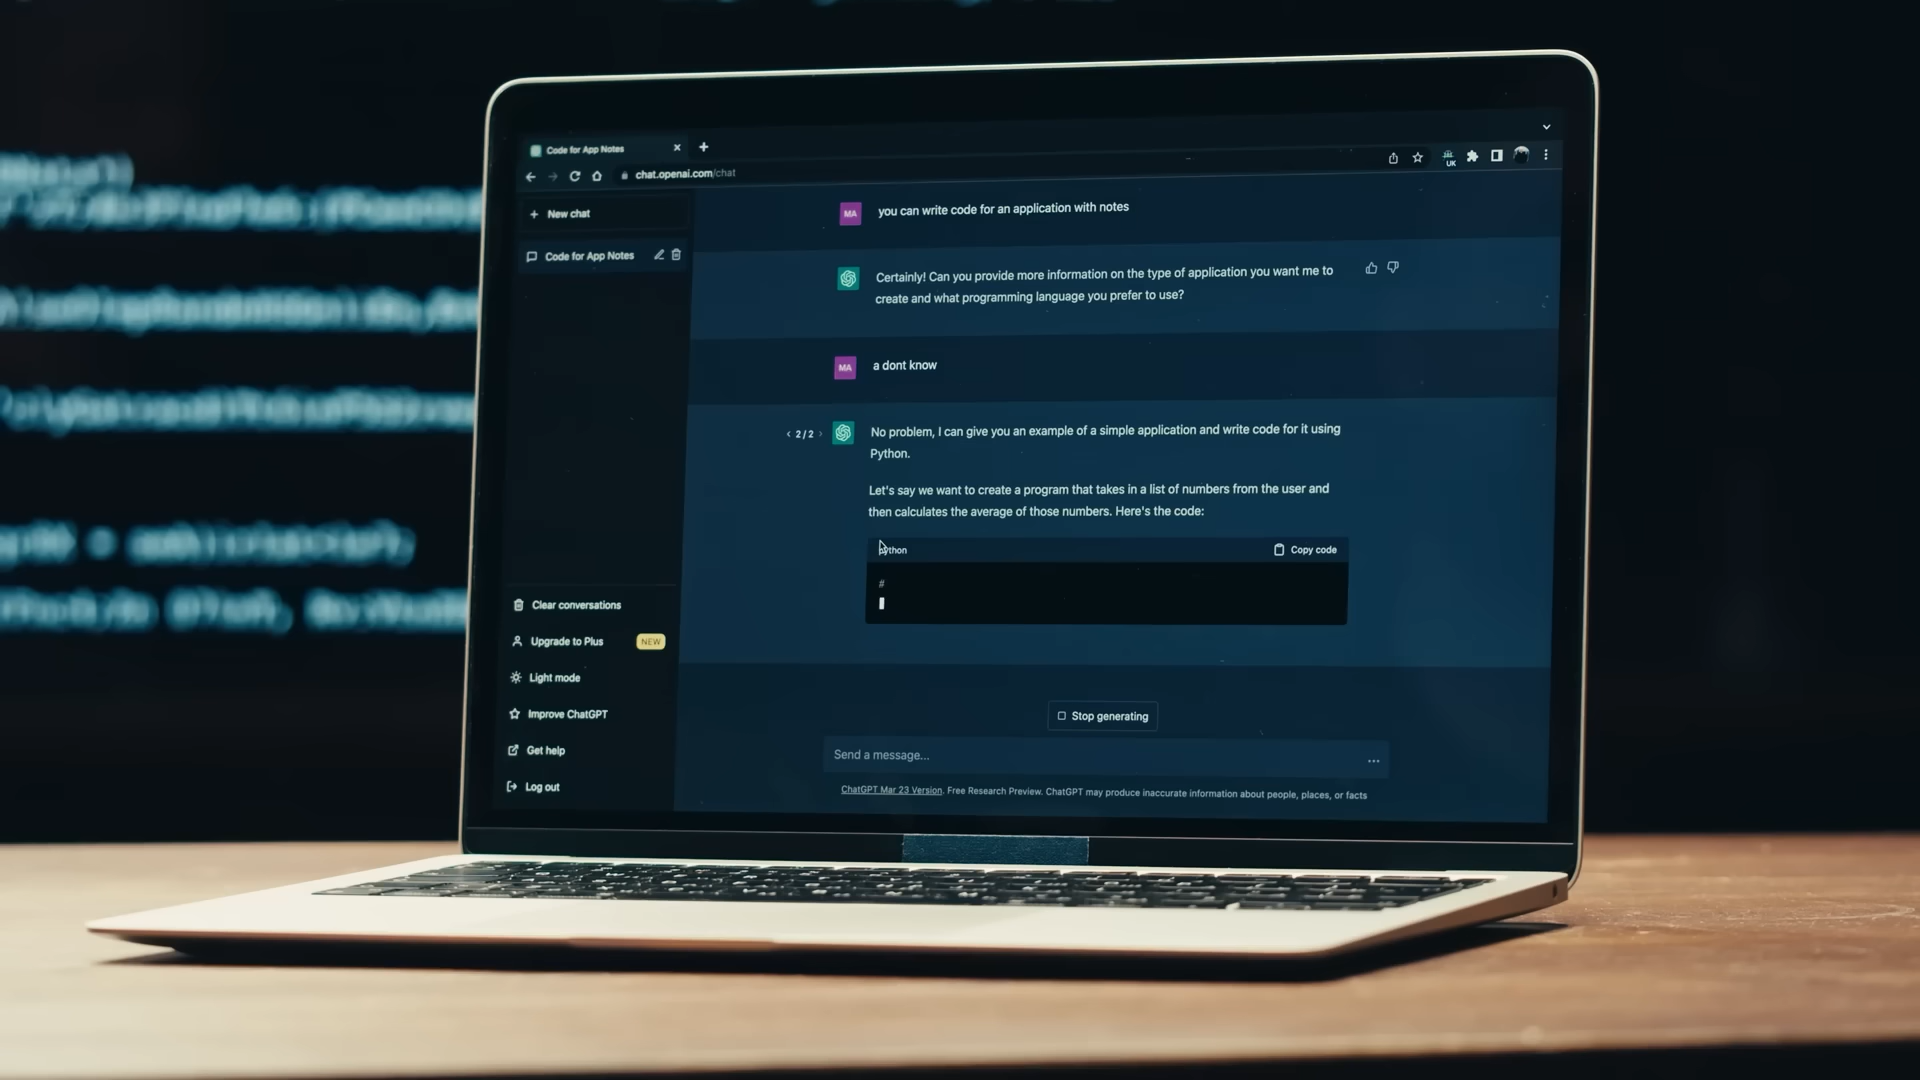 Code for App Notes
chat.openai.com/chat
UK
New chat
Code for App Notes
MA
you can write code for an application with notes
Certainly! Can you provide more information on the type of application you want me to
create and what programming language you prefer to use?
MA
a dont know
2 / 2
No problem, I can give you an example of a simple application and write code for it using
Python.
Let's say we want to create a program that takes in a list of numbers from the user and
then calculates the average of those numbers. Here's the code:
python
Copy code
#
Clear conversations
Upgrade to Plus
NEW
Light mode
Improve ChatGPT
Get help
Log out
Stop generating
Send a message...
ChatGPT Mar 23 Version. Free Research Preview. ChatGPT may produce inaccurate information about people, places, or facts